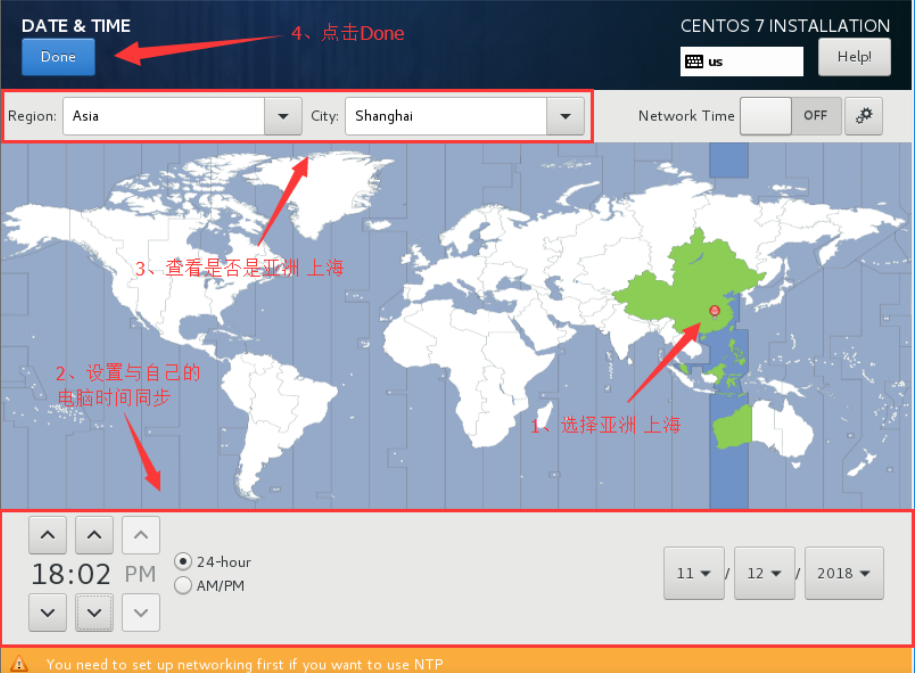 DATE & TIME
CENTOS 7 INSTALLATION
Done
4、点击Done
us
Help!
Region:
Asia
City:
Shanghai
Network Time
OFF
3、查看是否是亚洲 上海
2、设置与自己的
电脑时间同步
1、选择亚洲 上海
18:02
PM
24-hour
AM/PM
11 / 12 / 2018
You need to set up networking first if you want to use NTP